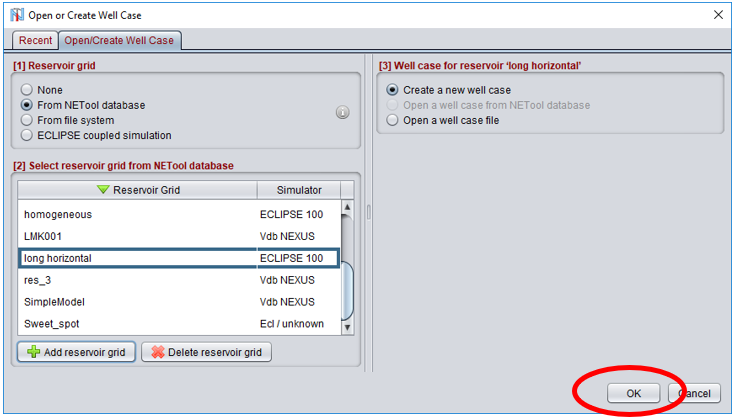 Open or Create Well Case
Recent
Open/Create Well Case
[1] Reservoir grid
None
From NETool database
From file system
ECLIPSE coupled simulation
[2] Select reservoir grid from NETool database
Reservoir Grid Simulator
homogeneous ECLIPSE 100
LMK001 Vdb NEXUS
long horizontal ECLIPSE 100
res_3 Vdb NEXUS
SimpleModel Vdb NEXUS
Sweet_spot Ecl / unknown
Add reservoir grid
Delete reservoir grid
[3] Well case for reservoir ‘long horizontal’
Create a new well case
Open a well case from NETool database
Open a well case file
OK
Cancel